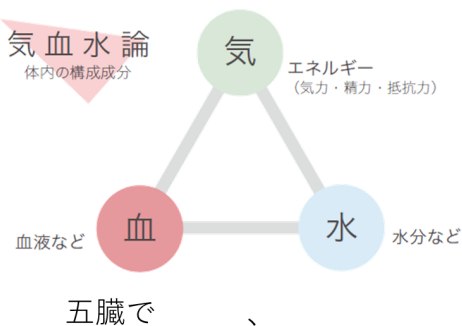 気血水論
体内の構成成分
気
エネルギー
（気力・精力・抵抗力）
血
血液など
水
水分など
五臓で　　　、